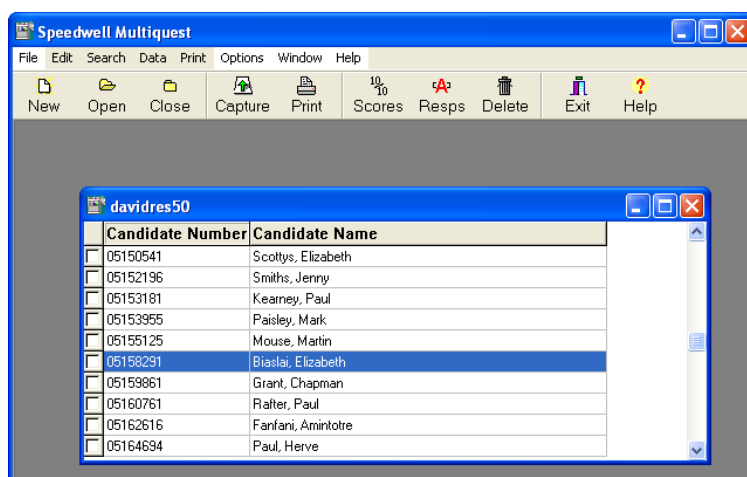 Speedwell Multiquest
File Edit Search Data Print Options Window Help
10/10 A ?
New Open Close Capture Print Scores Resps Delete Exit Help
davidres50
Candidate Number Candidate Name
05150541 Scottys, Elizabeth
05152196 Smiths, Jenny
05153181 Kearney, Paul
05153955 Paisley, Mark
05155125 Mouse, Martin
05158291 Biaslai, Elizabeth
05159861 Grant, Chapman
05160761 Rafter, Paul
05162616 Fanfani, Amintotre
05164694 Paul, Herve